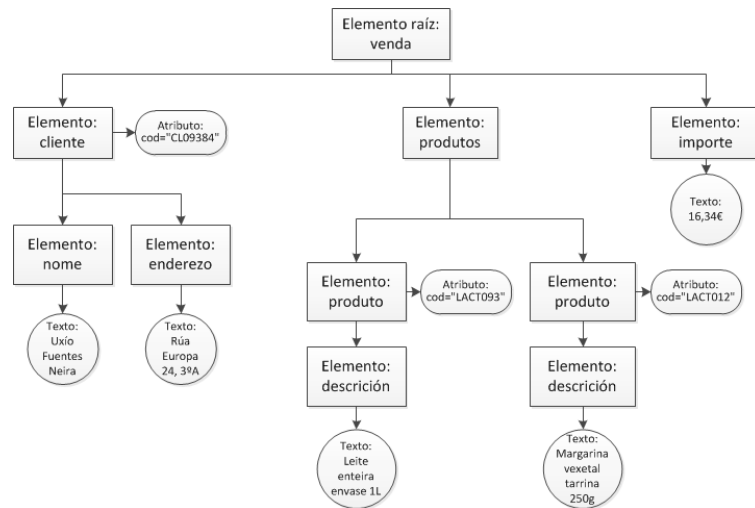 Elemento raíz:
venda
Elemento:
cliente
Atributo:
cod="CL09384"
Elemento:
produtos
Elemento:
importe
Texto:
16,34€
Elemento:
nome
Elemento:
enderezo
Elemento:
produto
Atributo:
cod="LACT093"
Elemento:
produto
Atributo:
cod="LACT012"
Texto:
Uxío
Fuentes
Neira
Texto:
Rúa
Europa
24, 3ºA
Elemento:
descrición
Elemento:
descrición
Texto:
Leite
enteira
envase 1L
Texto:
Margarina
vexetal
tarrina
250g